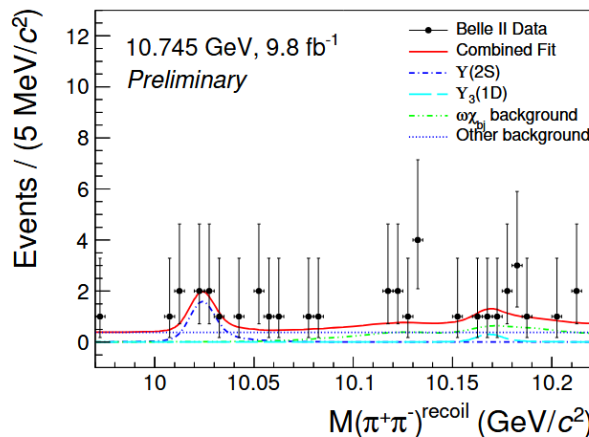 Events / (5 MeV/c²)
12
10
8
6
4
2
0
10.745 GeV, 9.8 fb⁻¹
Preliminary
Belle II Data
Combined Fit
Υ(2S)
Υ₃(1D)
ωχ_bj background
Other background
10 10.05 10.1 10.15 10.2
M(π⁺π⁻)^recoil (GeV/c²)